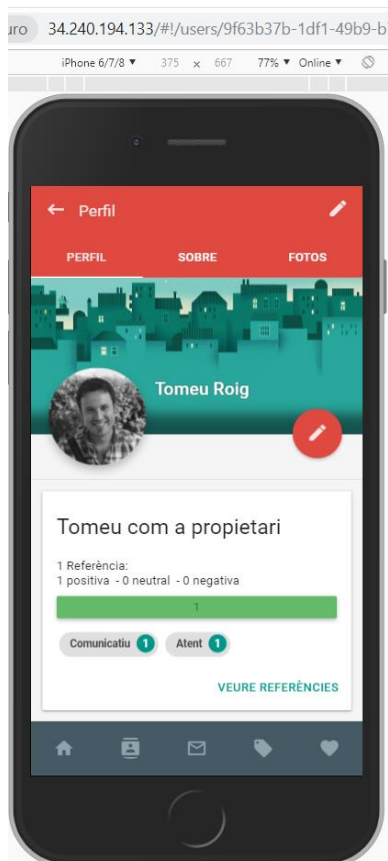 uro 34.240.194.133/#!/users/9f63b37b-1df1-49b9-b
iPhone 6/7/8 ▼ 375 x 667 77% ▼ Online ▼
Perfil
PERFIL SOBRE FOTOS
Tomeu Roig
Tomeu com a propietari
1 Referència:
1 positiva - 0 neutral - 0 negativa
1
Comunicatiu 1 Atent 1
VEURE REFERÈNCIES